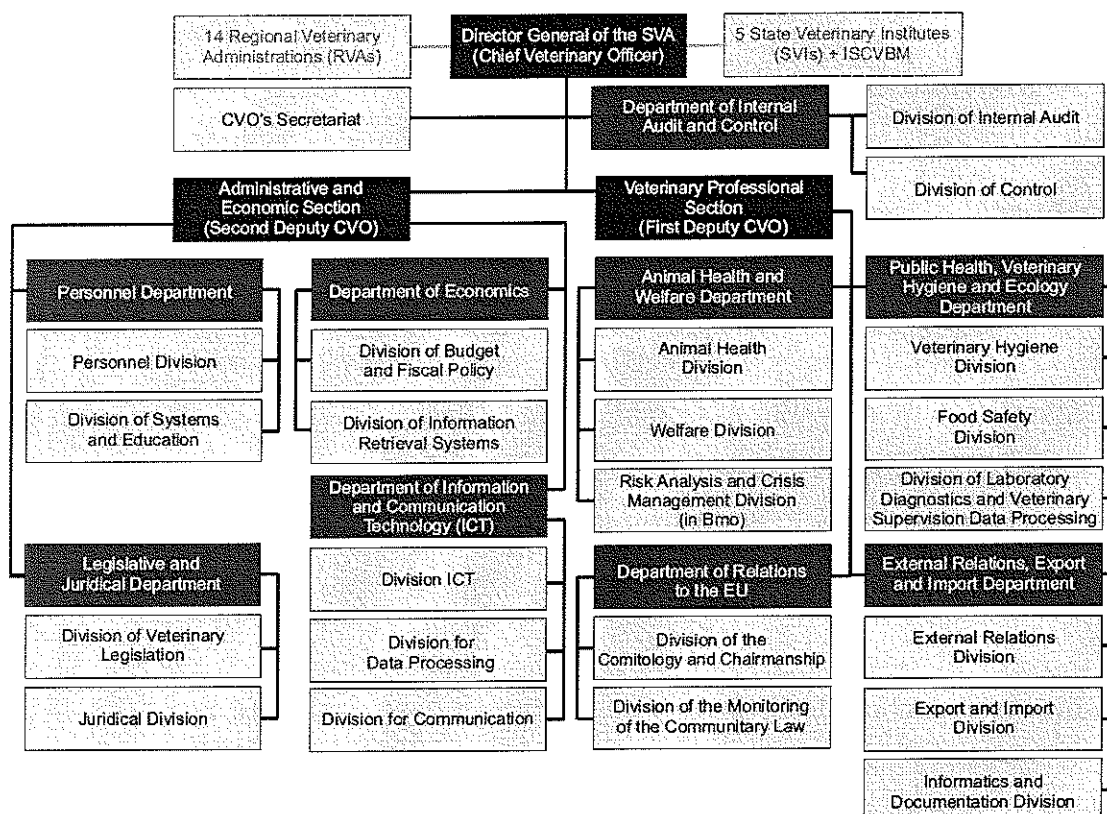 14 Regional Veterinary
Administrations (RVAs)
Director General of the SVA
(Chief Veterinary Officer)
5 State Veterinary Institutes
(SVIs) + ISCVBM
CVO's Secretariat
Department of Internal
Audit and Control
Division of Internal Audit
Division of Control
Administrative and
Economic Section
(Second Deputy CVO)
Veterinary Professional
Section
(First Deputy CVO)
Personnel Department
Department of Economics
Animal Health and
Welfare Department
Public Health, Veterinary
Hygiene and Ecology
Department
Personnel Division
Division of Budget
and Fiscal Policy
Animal Health
Division
Veterinary Hygiene
Division
Division of Systems
and Education
Division of Information
Retrieval Systems
Welfare Division
Food Safety
Division
Department of Information
and Communication
Technology (ICT)
Risk Analysis and Crisis
Management Division
(in Brno)
Division of Laboratory
Diagnostics and Veterinary
Supervision Data Processing
Legislative and
Juridical Department
Division ICT
Department of Relations
to the EU
External Relations, Export
and Import Department
Division of Veterinary
Legislation
Division for
Data Processing
Division of the
Comitology and Chairmanship
External Relations
Division
Juridical Division
Division for Communication
Division of the Monitoring
of the Communitary Law
Export and Import
Division
Informatics and
Documentation Division